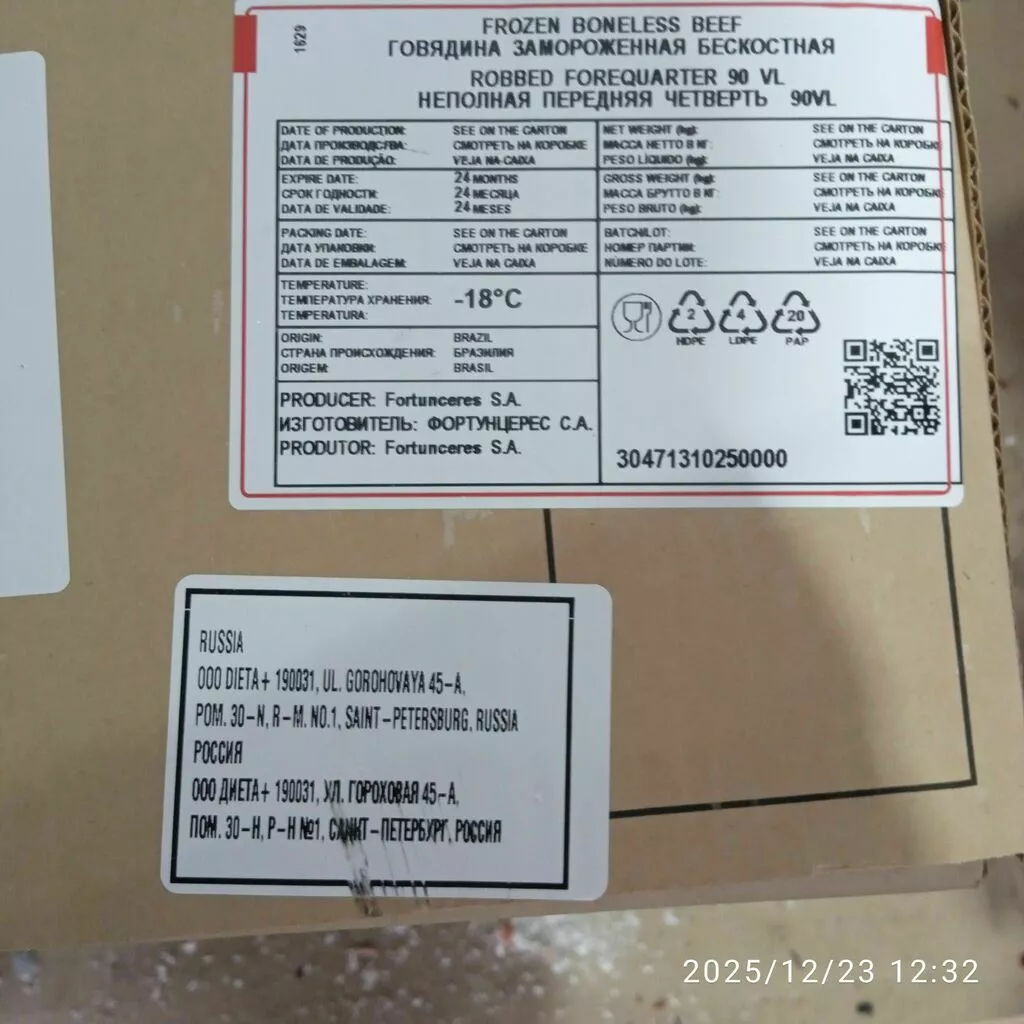 1629
FROZEN BONELESS BEEF
ГОВЯДИНА ЗАМОРОЖЕННАЯ БЕСКОСТНАЯ
ROBBED FOREQUARTER 90 VL
НЕПОЛНАЯ ПЕРЕДНЯЯ ЧЕТВЕРТЬ 90VL
DATE OF PRODUCTION: SEE ON THE CARTON
ДАТА ПРОИЗВОДСТВА: СМОТРЕТЬ НА КОРОБКЕ
DATA DE PRODUÇÃO: VEJA NA CAIXA
NET WEIGHT (kg): SEE ON THE CARTON
МАССА НЕТТО В КГ: СМОТРЕТЬ НА КОРОБКЕ
PESO LÍQUIDO (kg): VEJA NA CAIXA
EXPIRE DATE: 24 MONTHS
СРОК ГОДНОСТИ: 24 МЕСЯЦА
DATA DE VALIDADE: 24 MESES
GROSS WEIGHT (kg): SEE ON THE CARTON
МАССА БРУТТО В КГ: СМОТРЕТЬ НА КОРОБКЕ
PESO BRUTO (kg): VEJA NA CAIXA
PACKING DATE: SEE ON THE CARTON
ДАТА УПАКОВКИ: СМОТРЕТЬ НА КОРОБКЕ
DATA DE EMBALAGEM: VEJA NA CAIXA
BATCH/LOT: SEE ON THE CARTON
НОМЕР ПАРТИИ: СМОТРЕТЬ НА КОРОБКЕ
NÚMERO DO LOTE: VEJA NA CAIXA
TEMPERATURE:
ТЕМПЕРАТУРА ХРАНЕНИЯ: -18°C
TEMPERATURA:
ORIGIN: BRAZIL
СТРАНА ПРОИСХОЖДЕНИЯ: БРАЗИЛИЯ
ORIGEM: BRASIL
2 4 20
HDPE LDPE PAP
PRODUCER: Fortunceres S.A.
ИЗГОТОВИТЕЛЬ: ФОРТУНЦЕРЕС С.А.
PRODUTOR: Fortunceres S.A.
30471310250000
RUSSIA
OOO DIETA+ 190031, UL. GOROHOVAYA 45-A,
POM. 30-N, R-M. NO.1, SAINT-PETERSBURG, RUSSIA
РОССИЯ
ООО ДИЕТА+ 190031, УЛ. ГОРОХОВАЯ 45-А,
ПОМ. 30-Н, Р-Н №1, САНКТ-ПЕТЕРБУРГ, РОССИЯ
2025/12/23 12:32